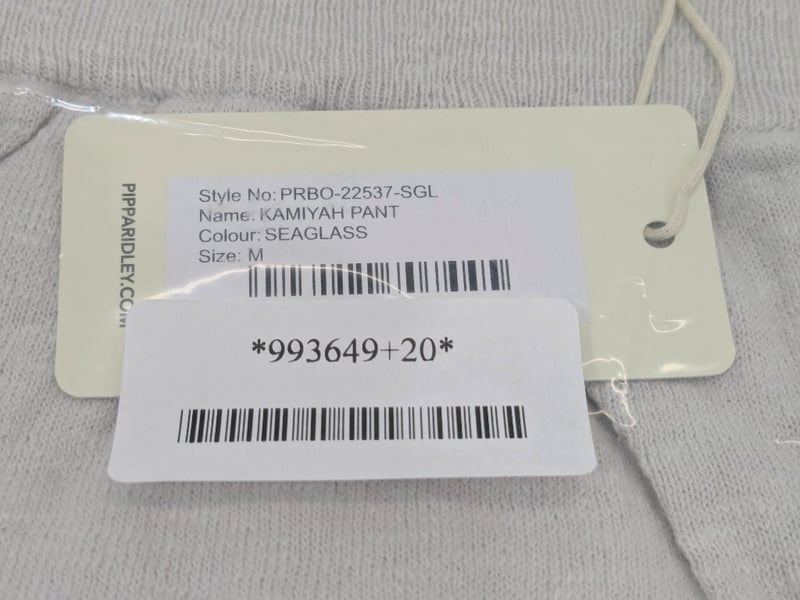 PIPPARIDLEY.COM
Style No: PRBO-22537-SGL
Name: KAMIYAH PANT
Colour: SEAGLASS
Size: M
*993649+20*